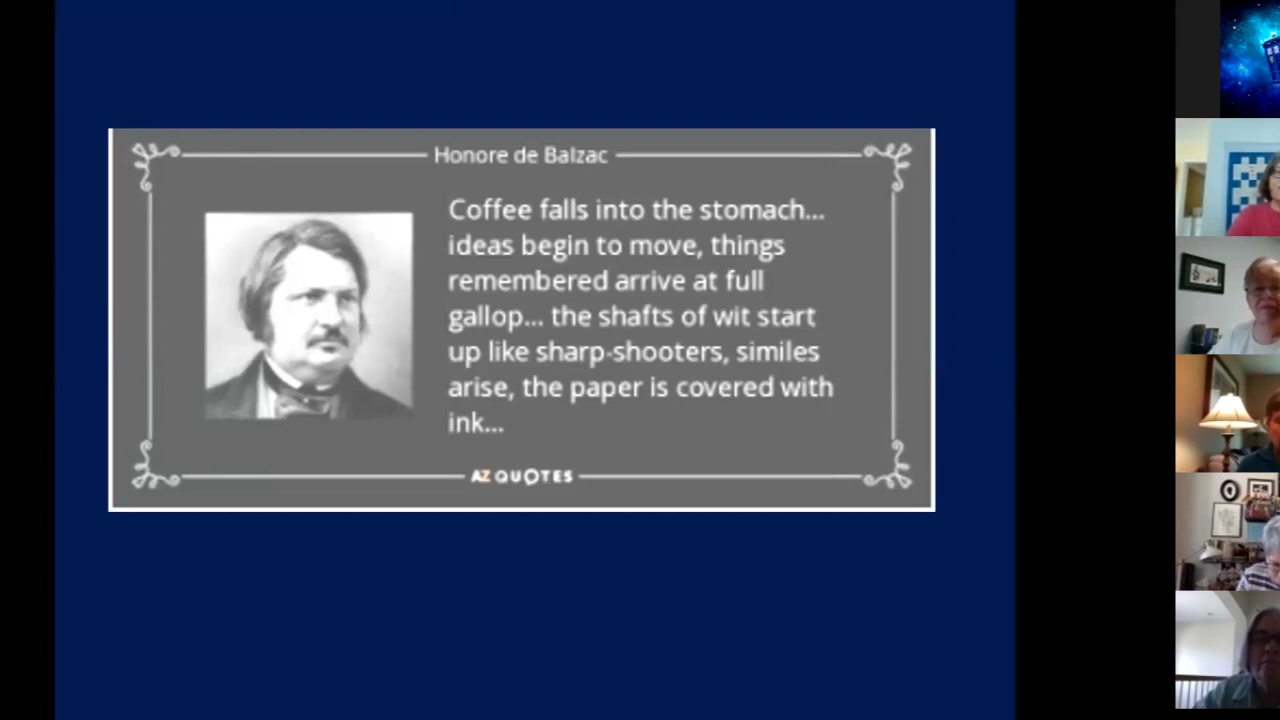 Honore de Balzac
Coffee falls into the stomach...
ideas begin to move, things
remembered arrive at full
gallop... the shafts of wit start
up like sharp-shooters, similes
arise, the paper is covered with
ink...
AZ QUOTES